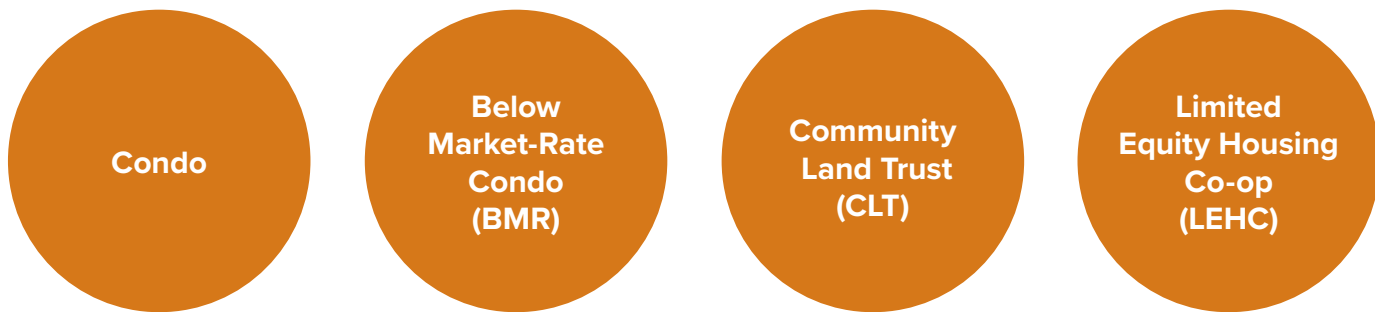 Condo
Below
Market-Rate
Condo
(BMR)
Community
Land Trust
(CLT)
Limited
Equity Housing
Co-op
(LEHC)